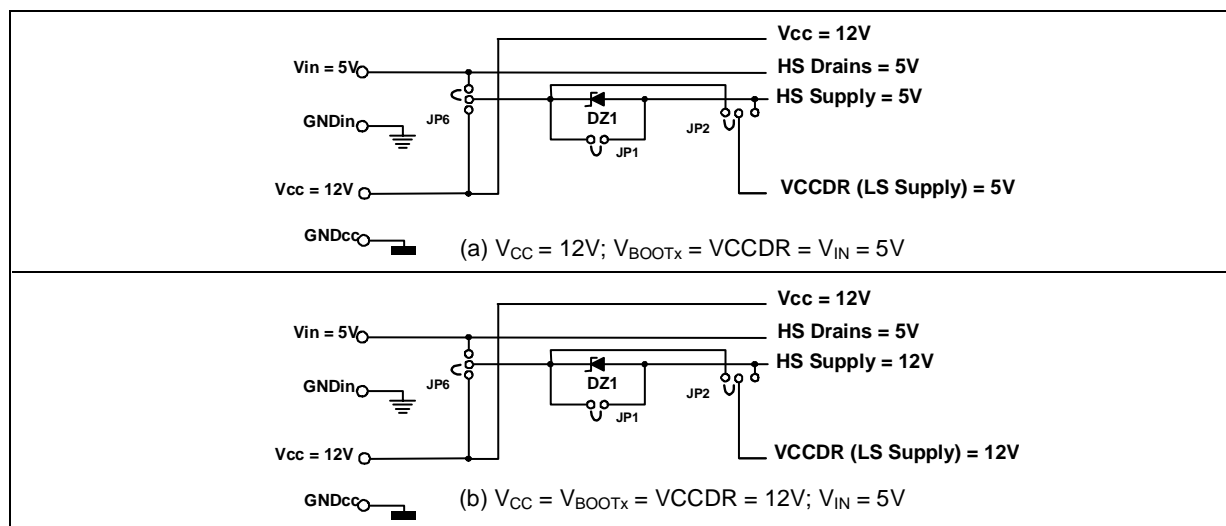 Vcc = 12V
Vin = 5V
HS Drains = 5V
HS Supply = 5V
DZ1
JP6
JP2
GNDin
JP1
Vcc = 12V
VCCDR (LS Supply) = 5V
GNDcc
(a) VCC = 12V; VBOOTx = VCCDR = VIN = 5V
Vcc = 12V
Vin = 5V
HS Drains = 5V
HS Supply = 12V
DZ1
JP6
JP2
GNDin
JP1
Vcc = 12V
VCCDR (LS Supply) = 12V
GNDcc
(b) VCC = VBOOTx = VCCDR = 12V; VIN = 5V